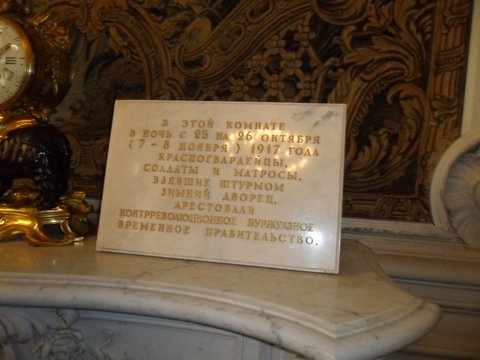 В ЭТОЙ КОМНАТЕ
В НОЧЬ С 25 НА 26 ОКТЯБРЯ
(7-8 НОЯБРЯ) 1917 ГОДА
КРАСНОГВАРДЕЙЦЫ,
СОЛДАТЫ И МАТРОСЫ,
ВЗЯВШИЕ ШТУРМОМ
ЗИМНИЙ ДВОРЕЦ,
АРЕСТОВАЛИ
КОНТРРЕВОЛЮЦИОННОЕ БУРЖУАЗНОЕ
ВРЕМЕННОЕ ПРАВИТЕЛЬСТВО.